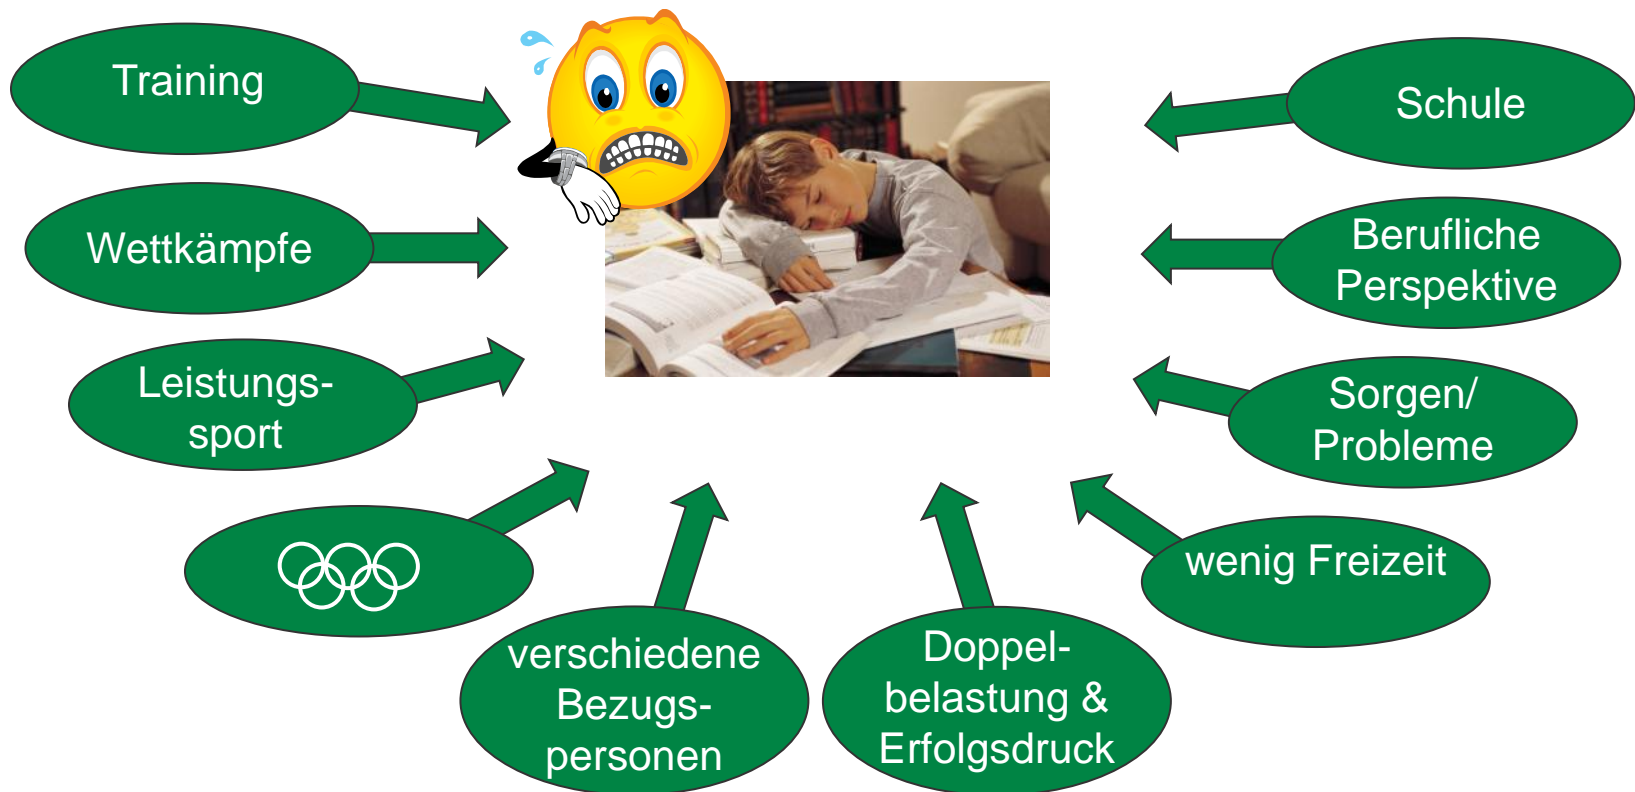 Training
Wettkämpfe
Leistungs-
sport
verschiedene
Bezugs-
personen
Doppel-
belastung &
Erfolgsdruck
wenig Freizeit
Sorgen/
Probleme
Berufliche
Perspektive
Schule